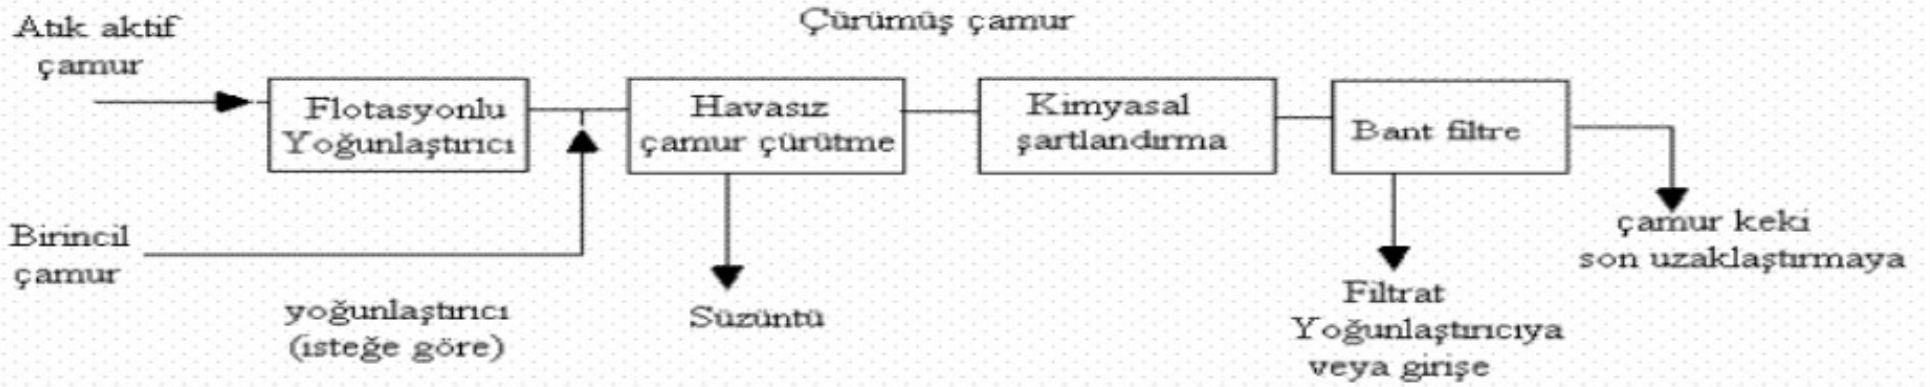 Atık aktif
çamur
Çürümüş çamur
Flotasyonlu
Yoğunlaştırıcı
Havasız
çamur çürütme
Kimyasal
şartlandırma
Bant filtre
Birincil
çamur
yoğunlaştırıcı
(isteğe göre)
Süzüntü
Filtrat
Yoğunlaştırıcıya
veya girişe
çamur keki
son uzaklaştırmaya